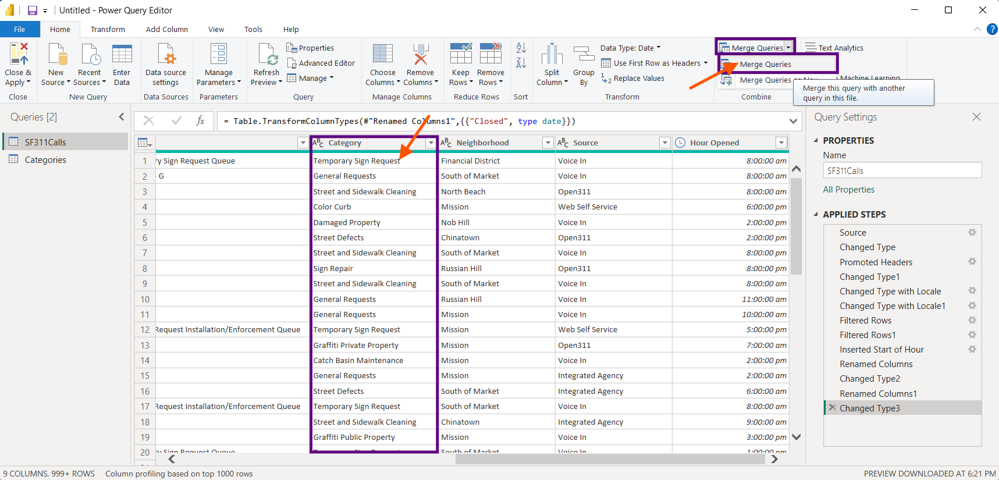 Untitled - Power Query Editor
File Home Transform Add Column View Tools Help
Close & Apply
New Source
Recent Sources
Enter Data
Data source settings
Manage Parameters
Refresh Preview
Properties
Advanced Editor
Manage
Choose Columns
Remove Columns
Keep Rows
Remove Rows
Split Column
Group By
Data Type: Date
Use First Row as Headers
Replace Values
Merge Queries
Merge Queries
Merge Queries
Text Analytics
Machine Learning
Merge this query with another
query in this file.
Close New Query Data Sources Parameters Query Manage Columns Reduce Rows Sort Transform Combine
Queries [2]
SF311Calls
Categories
fx = Table.TransformColumnTypes(#"Renamed Columns1",{{"Closed", type date}})
Category Neighborhood Source Hour Opened
1 ry Sign Request Queue Temporary Sign Request Financial District Voice In 8:00:00 am
2 G General Requests South of Market Voice In 8:00:00 am
3 Street and Sidewalk Cleaning North Beach Open311 8:00:00 am
4 Color Curb Mission Web Self Service 6:00:00 pm
5 Damaged Property Nob Hill Voice In 2:00:00 pm
6 Street Defects Chinatown Open311 2:00:00 pm
7 Street and Sidewalk Cleaning South of Market Voice In 8:00:00 pm
8 Sign Repair Russian Hill Open311 8:00:00 pm
9 Street and Sidewalk Cleaning South of Market Voice In 8:00:00 am
10 General Requests Russian Hill Voice In 11:00:00 am
11 General Requests Mission Voice In 10:00:00 am
12 Request Installation/Enforcement Queue Temporary Sign Request Mission Web Self Service 5:00:00 pm
13 Graffiti Private Property Mission Open311 7:00:00 am
14 Catch Basin Maintenance Mission Voice In 2:00:00 pm
15 General Requests Mission Integrated Agency 2:00:00 am
16 Street Defects South of Market Integrated Agency 6:00:00 am
17 Request Installation/Enforcement Queue Temporary Sign Request South of Market Voice In 8:00:00 am
18 Street and Sidewalk Cleaning Chinatown Integrated Agency 9:00:00 am
19 Graffiti Public Property Mission Voice In 3:00:00 pm
20 ry Sign Request Queue Temporary Sign Request South of Market Voice In 1:00:00 pm
Query Settings
PROPERTIES
Name
SF311Calls
All Properties
APPLIED STEPS
Source
Changed Type
Promoted Headers
Changed Type1
Changed Type with Locale
Changed Type with Locale1
Filtered Rows
Filtered Rows1
Inserted Start of Hour
Renamed Columns
Changed Type2
Renamed Columns1
Changed Type3
9 COLUMNS, 999+ ROWS Column profiling based on top 1000 rows PREVIEW DOWNLOADED AT 6:21 PM